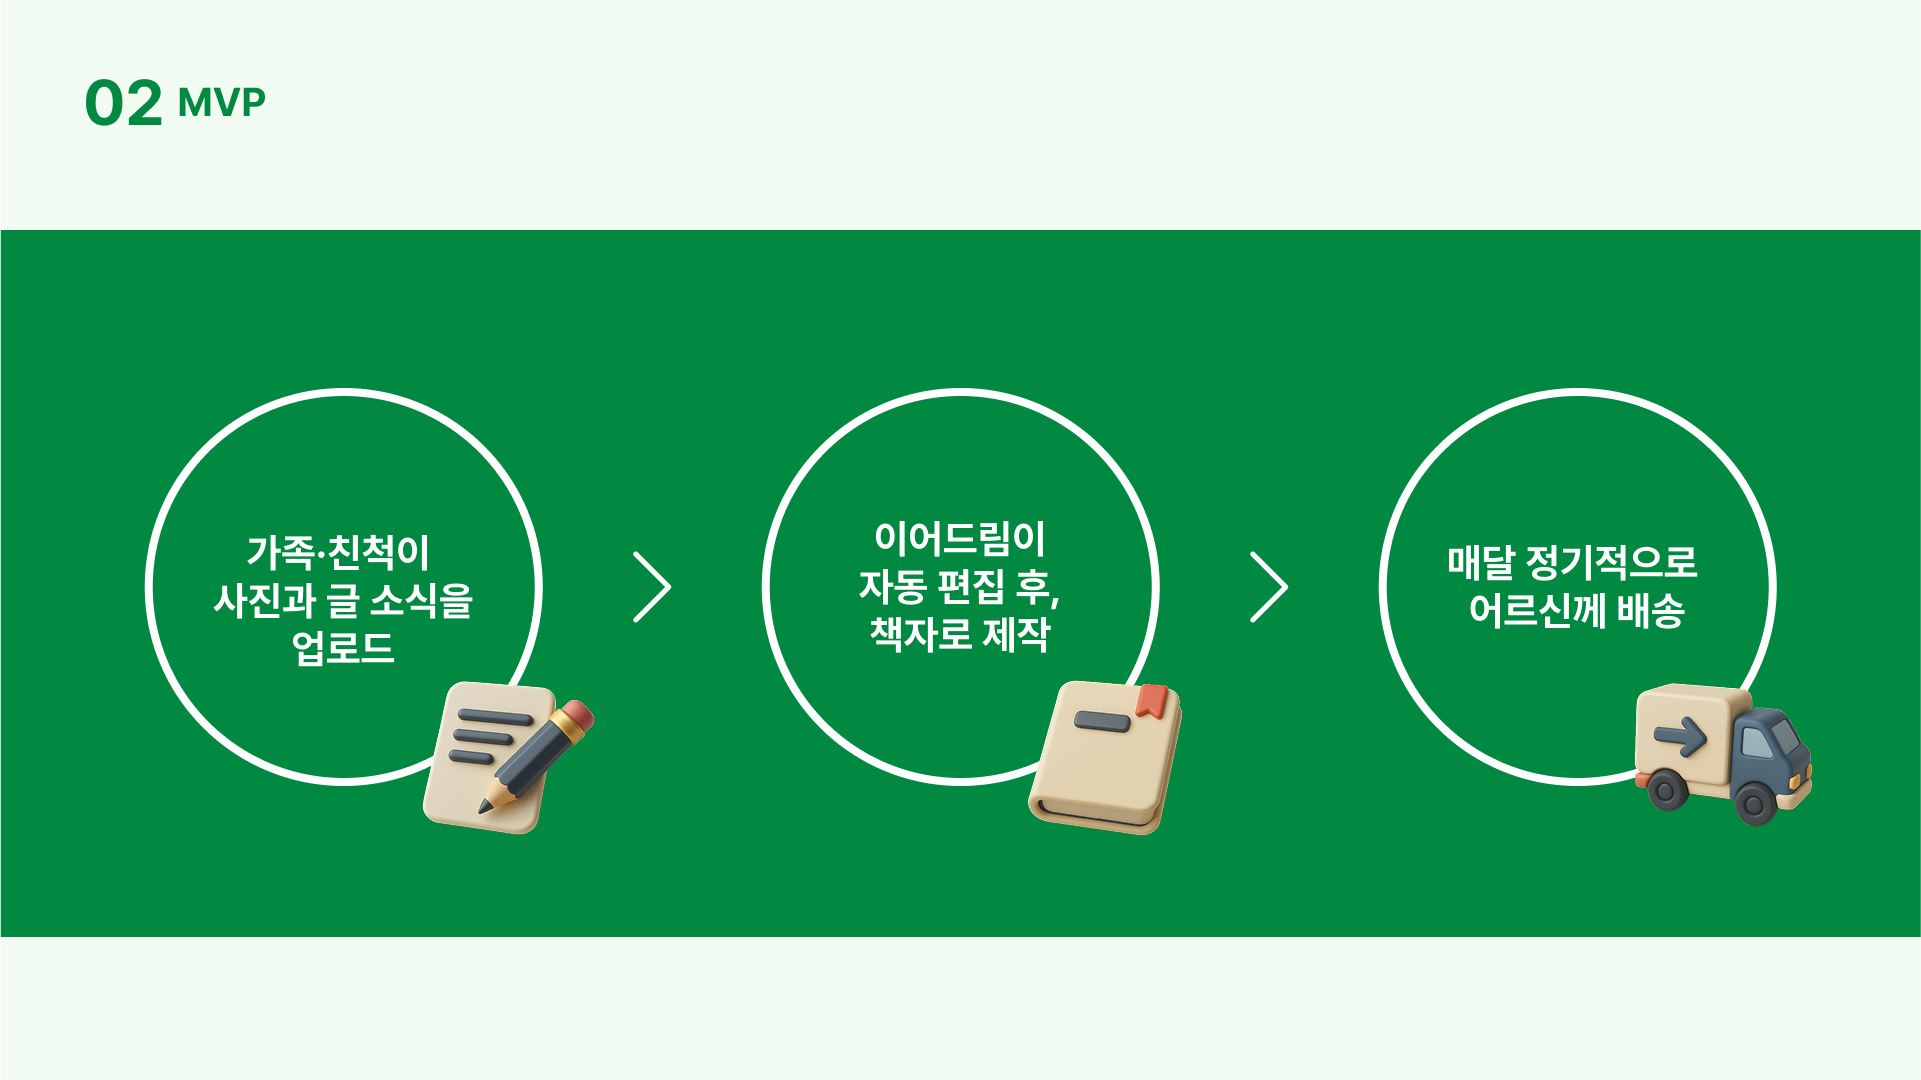 02 MVP
가족·친척이
사진과 글 소식을
업로드
이어드림이
자동 편집 후,
책자로 제작
매달 정기적으로
어르신께 배송